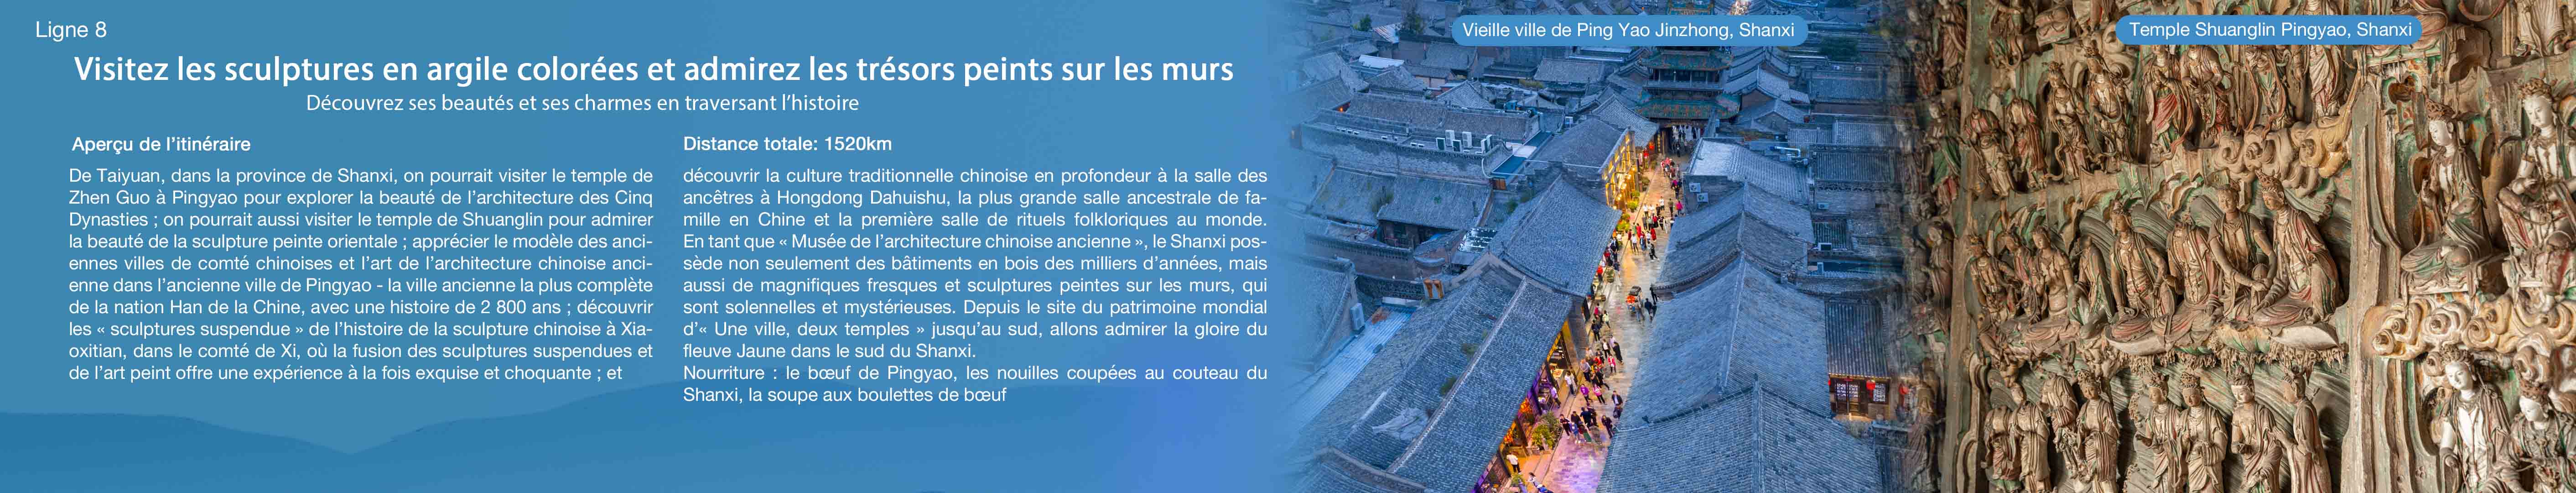 Ligne 8
Visitez les sculptures en argile colorées et admirez les trésors peints sur les murs
Découvrez ses beautés et ses charmes en traversant l'histoire
Aperçu de l'itinéraire
De Taiyuan, dans la province de Shanxi, on pourrait visiter le temple de
Zhen Guo à Pingyao pour explorer la beauté de l'architecture des Cinq
Dynasties ; on pourrait aussi visiter le temple de Shuanglin pour admirer
la beauté de la sculpture peinte orientale ; apprécier le modèle des anci-
ennes villes de comté chinoises et l'art de l'architecture chinoise anci-
enne dans l'ancienne ville de Pingyao - la ville ancienne la plus complète
de la nation Han de la Chine, avec une histoire de 2 800 ans ; découvrir
les « sculptures suspendue » de l'histoire de la sculpture chinoise à Xia-
oxitian, dans le comté de Xi, où la fusion des sculptures suspendues et
de l'art peint offre une expérience à la fois exquise et choquante ; et
Distance totale: 1520km
découvrir la culture traditionnelle chinoise en profondeur à la salle des
ancêtres à Hongdong Dahuishu, la plus grande salle ancestrale de fa-
mille en Chine et la première salle de rituels folkloriques au monde.
En tant que « Musée de l'architecture chinoise ancienne », le Shanxi pos-
sède non seulement des bâtiments en bois des milliers d'années, mais
aussi de magnifiques fresques et sculptures peintes sur les murs, qui
sont solennelles et mystérieuses. Depuis le site du patrimoine mondial
d'« Une ville, deux temples » jusqu'au sud, allons admirer la gloire du
fleuve Jaune dans le sud du Shanxi.
Nourriture : le bœuf de Pingyao, les nouilles coupées au couteau du
Shanxi, la soupe aux boulettes de bœuf
Vieille ville de Ping Yao Jinzhong, Shanxi
Temple Shuanglin Pingyao, Shanxi